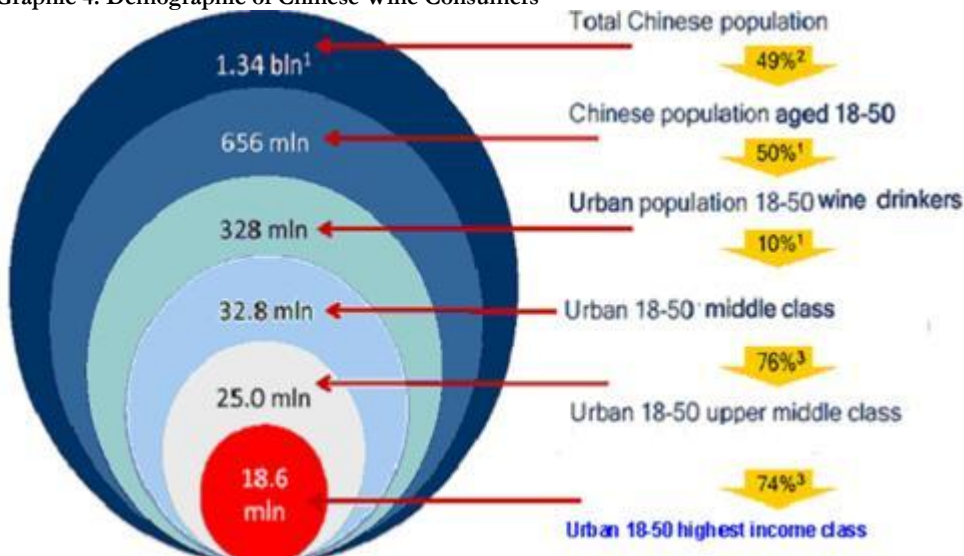 Graphic 4: Demographic of Chinese Wine Consumers
Total Chinese population
1.34 bln¹
49%²
Chinese population aged 18-50
656 mln
50%¹
Urban population 18-50 wine drinkers
328 mln
10%¹
Urban 18-50 middle class
32.8 mln
76%³
Urban 18-50 upper middle class
25.0 mln
74%³
18.6
mln
Urban 18-50 highest income class